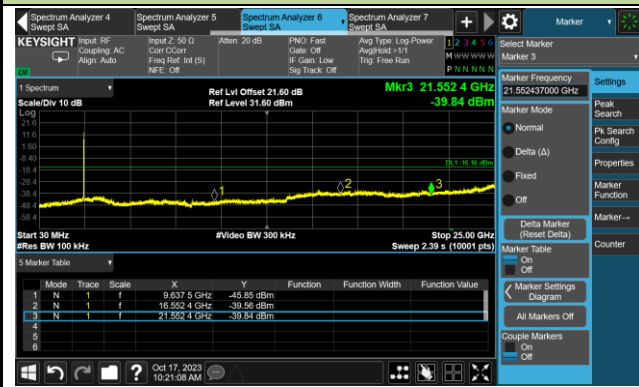 Spectrum Analyzer 4
Swept SA
Spectrum Analyzer 5
Swept SA
Spectrum Analyzer 6
Swept SA
Spectrum Analyzer 7
Swept SA
Marker
KEYSIGHT
Input: RF
Coupling: AC
Align: Auto
Input Z: 50 Ω
Corr CCorr
Freq Ref: Int (S)
NFE: Off
Atten: 20 dB
PNO: Fast
Gate: Off
IF Gain: Low
Sig Track: Off
Avg Type: Log-Power
Avg|Hold:>1/1
Trig: Free Run
1 2 3 4 5 6
M W W W W W
P N N N N N
LVI
Select Marker
Marker 3
1 Spectrum
Scale/Div 10 dB
Ref Lvl Offset 21.60 dB
Ref Level 31.60 dBm
Mkr3 21.552 4 GHz
-39.84 dBm
Log
21.6
11.6
1.60
-8.40
-18.4
-28.4
-38.4
-48.4
-58.4
DL1 -16.16 dBm
1
2
3
Start 30 MHz
#Res BW 100 kHz
#Video BW 300 kHz
Stop 25.00 GHz
Sweep 2.39 s (10001 pts)
5 Marker Table
Mode Trace Scale X Y Function Function Width Function Value
1 N 1 f 9.637 5 GHz -45.85 dBm
2 N 1 f 16.552 4 GHz -39.56 dBm
3 N 1 f 21.552 4 GHz -39.84 dBm
4
5
6
Marker Frequency
21.552437000 GHz
Marker Mode
Normal
Delta (Δ)
Fixed
Off
Delta Marker
(Reset Delta)
Marker Table
On
Off
Marker Settings
Diagram
All Markers Off
Couple Markers
On
Off
Settings
Peak
Search
Pk Search
Config
Properties
Marker
Function
Marker→
Counter
Oct 17, 2023
10:21:08 AM